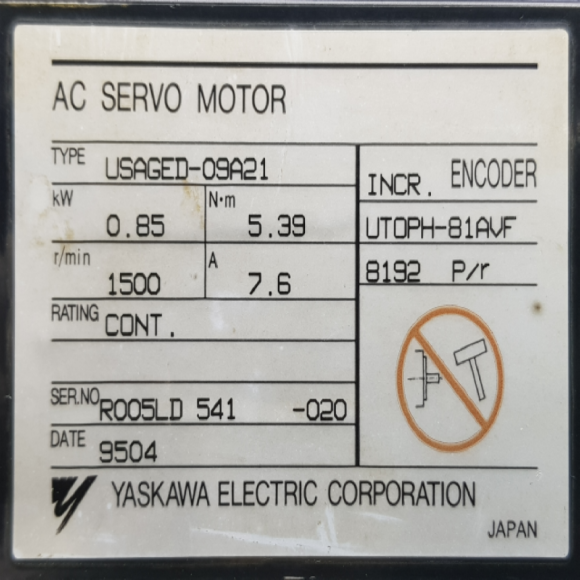 AC SERVO MOTOR
TYPE USAGED-09A21
kW 0.85 N·m 5.39
r/min 1500 A 7.6
RATING CONT.
SER.NO R005LD 541 -020
DATE 9504
INCR. ENCODER
UTOPH-81AVF
8192 P/r
YASKAWA ELECTRIC CORPORATION
JAPAN